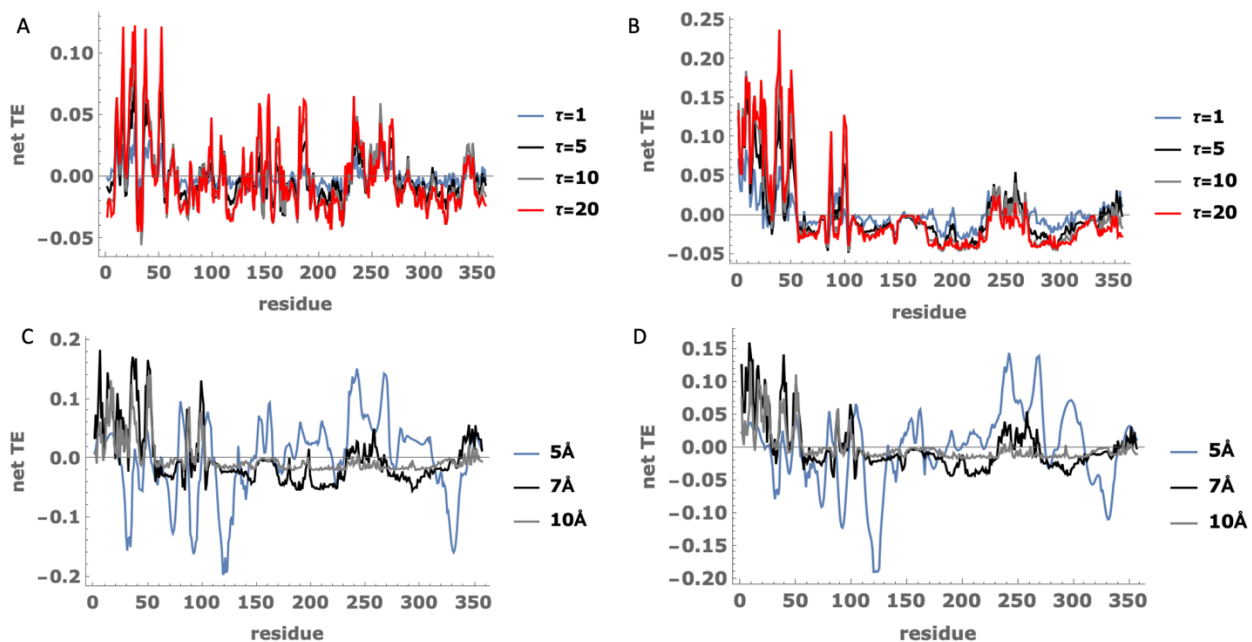 A
net TE
0.10
0.05
0.00
−0.05
0 50 100 150 200 250 300 350
residue
τ=1
τ=5
τ=10
τ=20
B
net TE
0.25
0.20
0.15
0.10
0.05
0.00
−0.05
0 50 100 150 200 250 300 350
residue
τ=1
τ=5
τ=10
τ=20
C
net TE
0.2
0.1
0.0
−0.1
−0.2
0 50 100 150 200 250 300 350
residue
5Å
7Å
10Å
D
net TE
0.15
0.10
0.05
0.00
−0.05
−0.10
−0.15
−0.20
0 50 100 150 200 250 300 350
residue
5Å
7Å
10Å